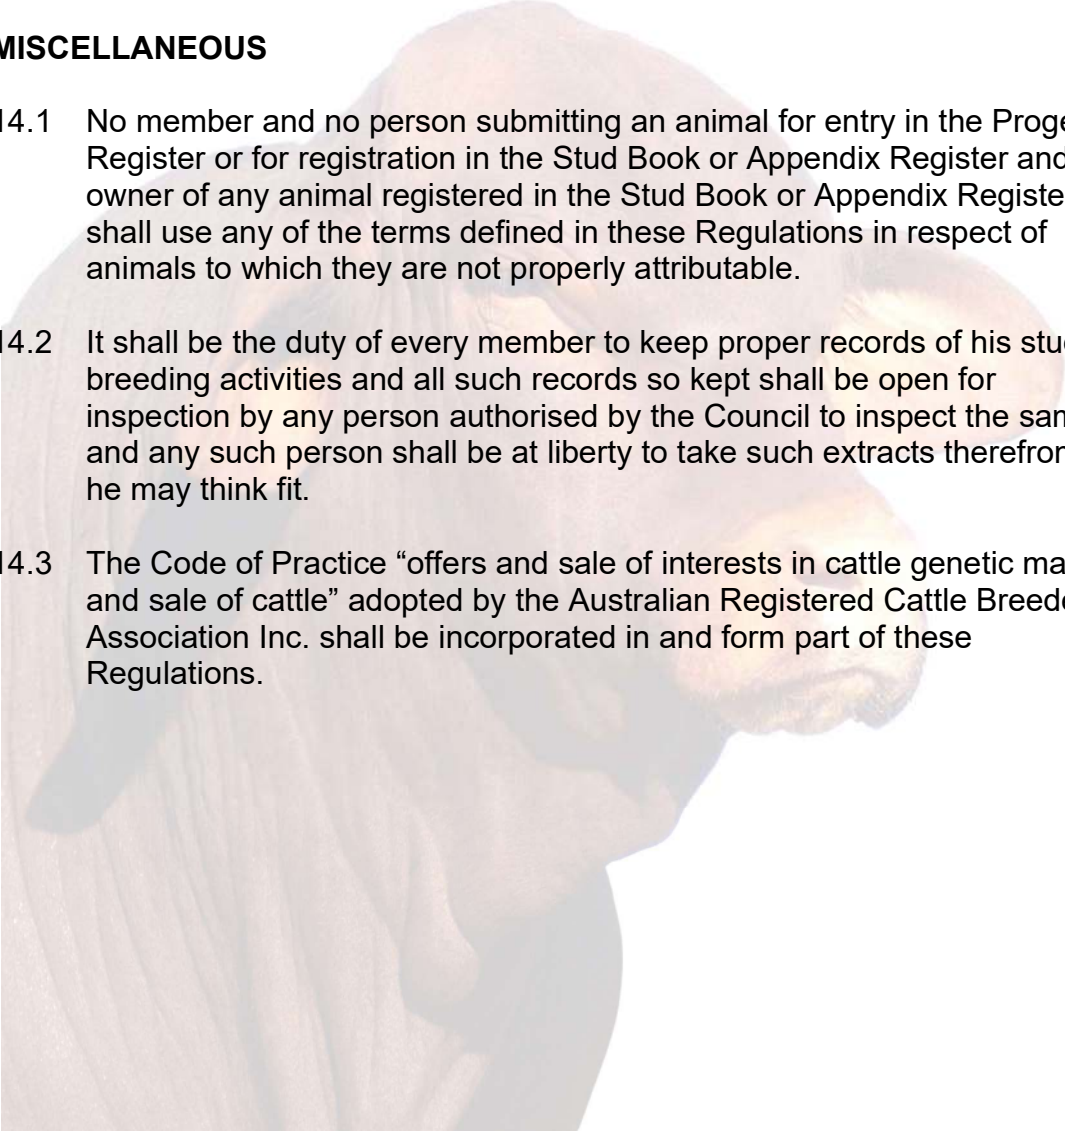 MISCELLANEOUS
14.1 No member and no person submitting an animal for entry in the Proge
Register or for registration in the Stud Book or Appendix Register and
owner of any animal registered in the Stud Book or Appendix Registe
shall use any of the terms defined in these Regulations in respect of
animals to which they are not properly attributable.
14.2 It shall be the duty of every member to keep proper records of his stu
breeding activities and all such records so kept shall be open for
inspection by any person authorised by the Council to inspect the sam
and any such person shall be at liberty to take such extracts therefrom
he may think fit.
14.3 The Code of Practice “offers and sale of interests in cattle genetic ma
and sale of cattle” adopted by the Australian Registered Cattle Breed
Association Inc. shall be incorporated in and form part of these
Regulations.